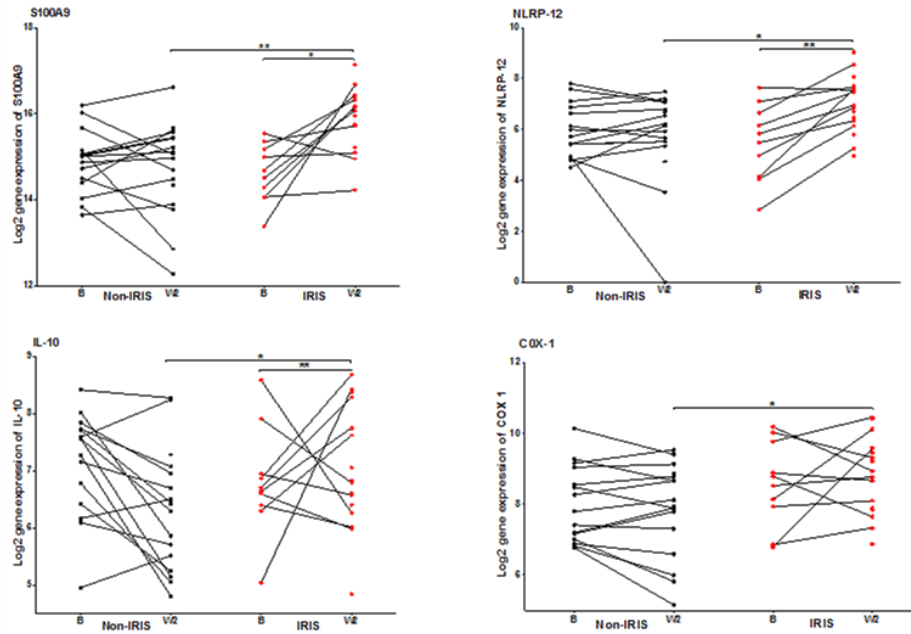 S100A9
Log2 gene expression of S100A9
18
16
14
12
**
*
B
Non-IRIS
W2
B
IRIS
W2
NLRP-12
Log2 gene expression of NLRP-12
10
8
6
4
2
0
*
**
B
Non-IRIS
W2
B
IRIS
W2
IL-10
Log2 gene expression of IL-10
9
8
7
6
5
*
**
B
Non-IRIS
W2
B
IRIS
W2
COX-1
Log2 gene expression of COX 1
12
10
8
6
*
B
Non-IRIS
W2
B
IRIS
W2